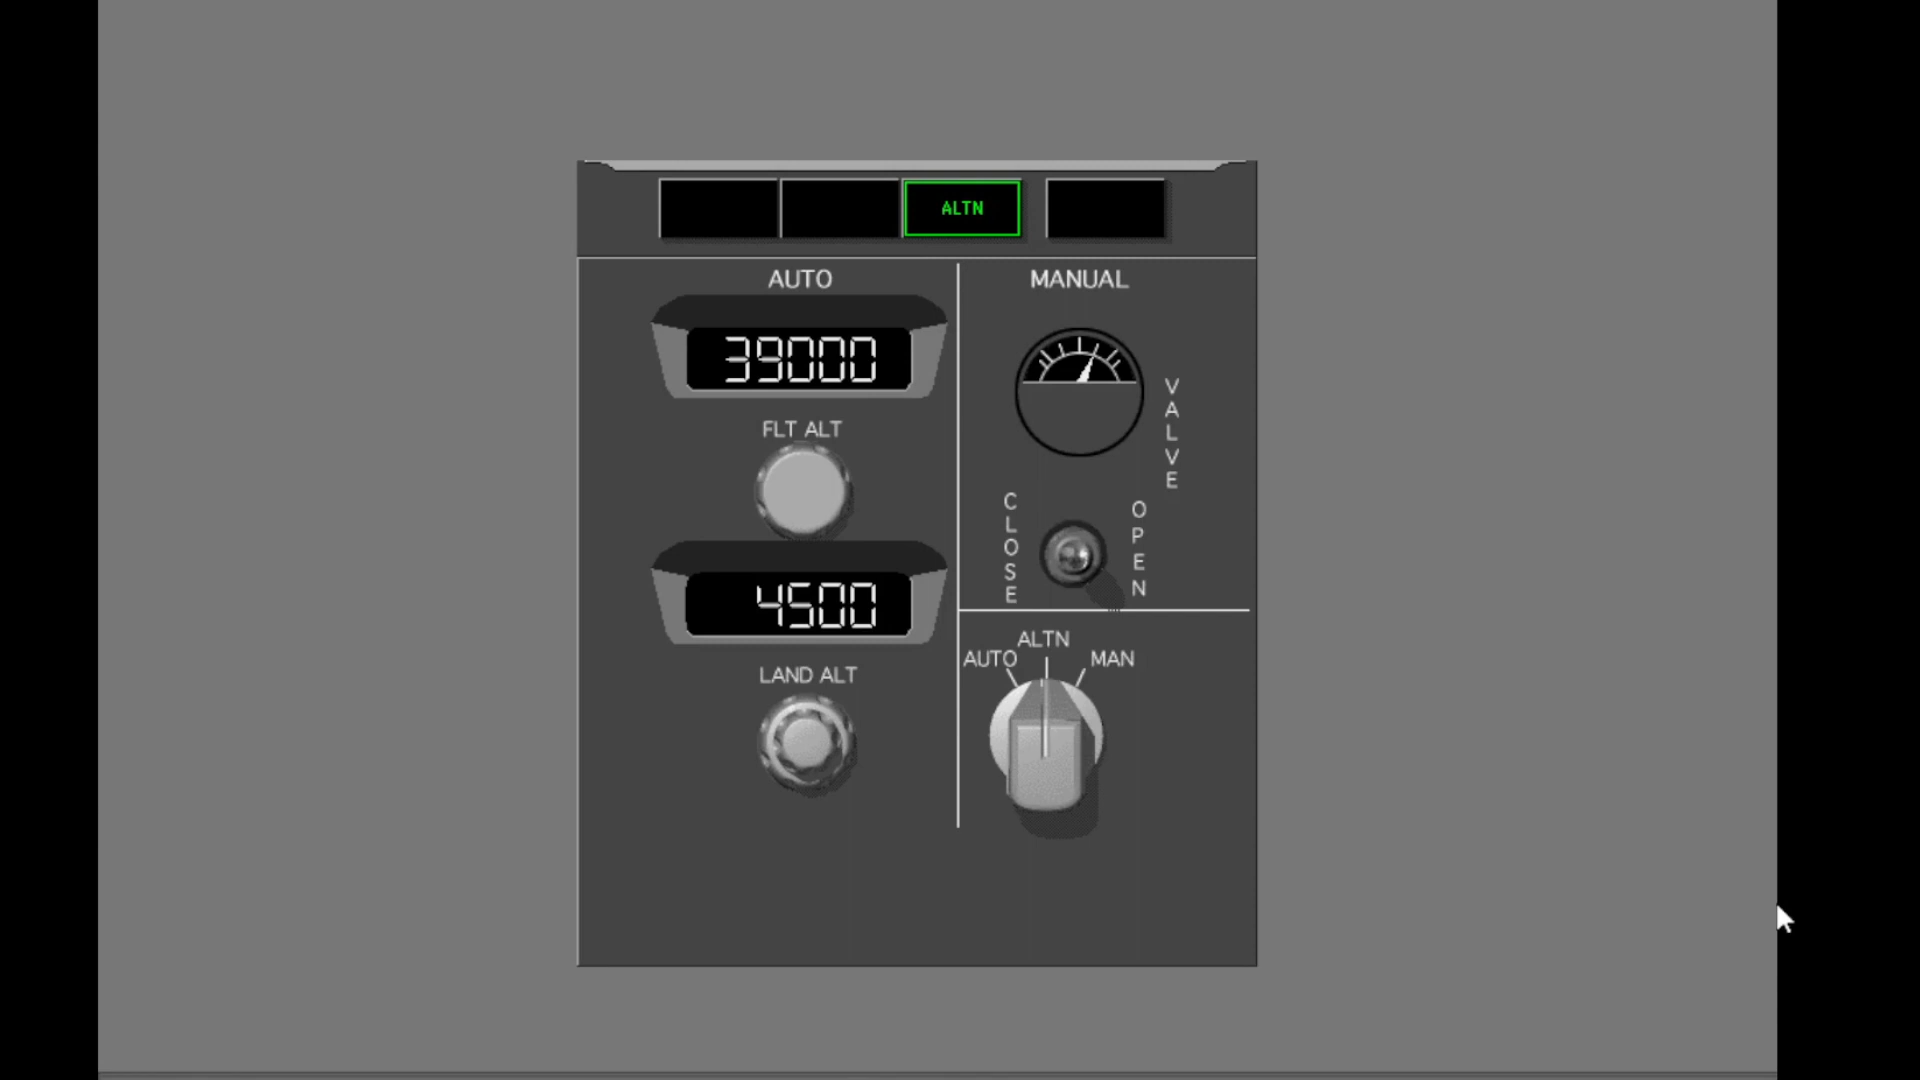 ALTN
AUTO
MANUAL
39000
FLT ALT
VALVE
CLOSE
OPEN
4500
LAND ALT
AUTO
ALTN
MAN